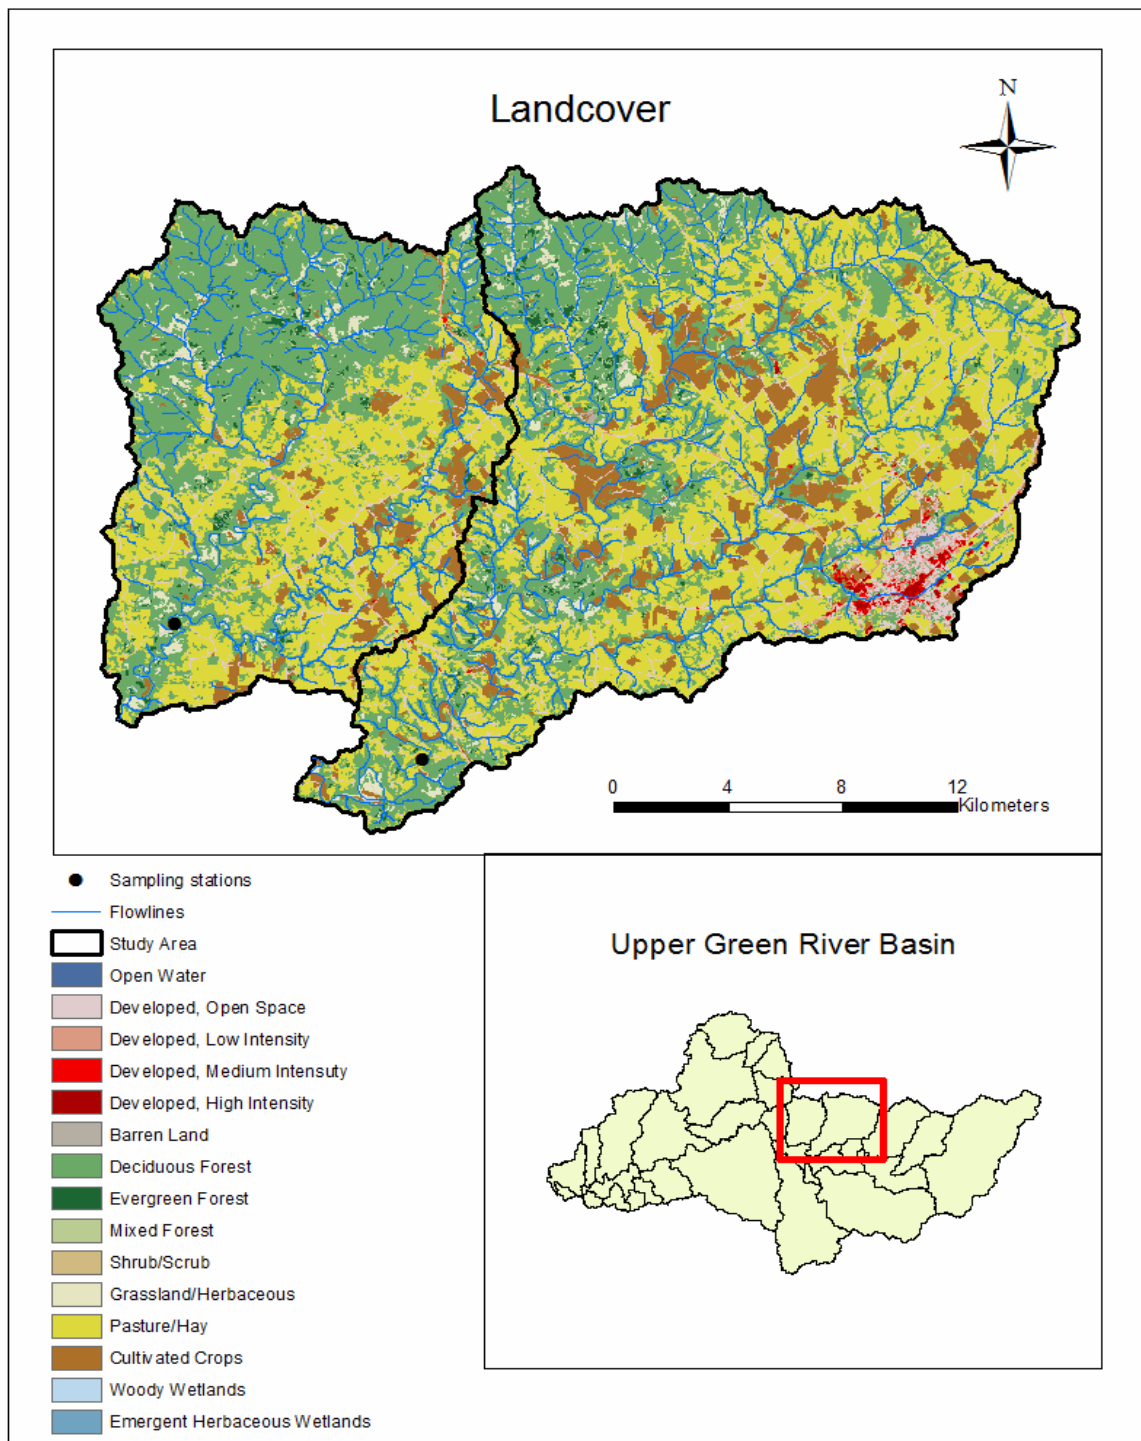 Landcover
N
0 4 8 12
Kilometers
Sampling stations
Flowlines
Study Area
Open Water
Developed, Open Space
Developed, Low Intensity
Developed, Medium Intensuty
Developed, High Intensity
Barren Land
Deciduous Forest
Evergreen Forest
Mixed Forest
Shrub/Scrub
Grassland/Herbaceous
Pasture/Hay
Cultivated Crops
Woody Wetlands
Emergent Herbaceous Wetlands
Upper Green River Basin